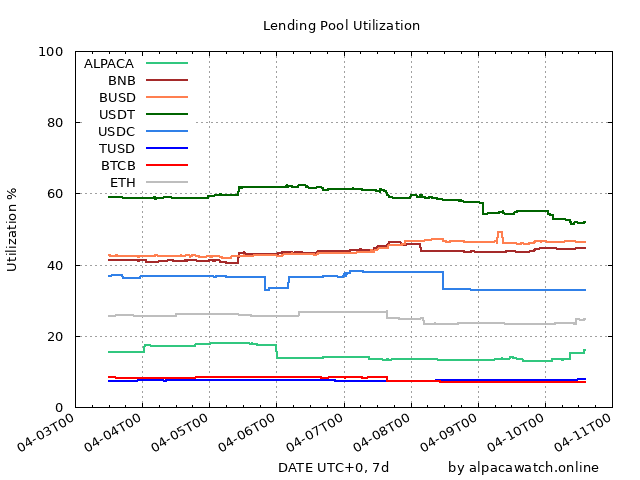 Lending Pool Utilization
100
80
60
40
20
0
Utilization %
ALPACA
BNB
BUSD
USDT
USDC
TUSD
BTCB
ETH
04-03T00
04-04T00
04-05T00
04-06T00
04-07T00
04-08T00
04-09T00
04-10T00
04-11T00
DATE UTC+0, 7d
by alpacawatch.online